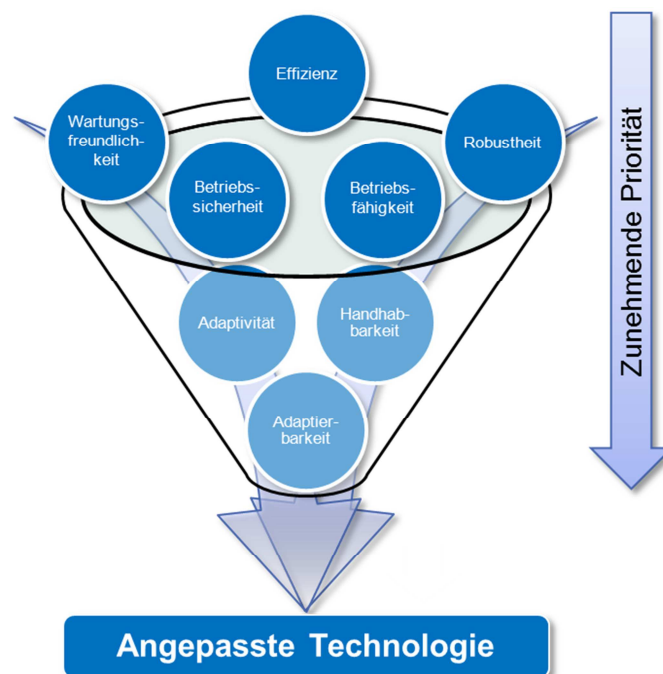 Effizienz
Wartungs-
freundlich-
keit
Robustheit
Betriebs-
sicherheit
Betriebs-
fähigkeit
Adaptivität
Handhab-
barkeit
Adaptier-
barkeit
Zunehmende Priorität
Angepasste Technologie